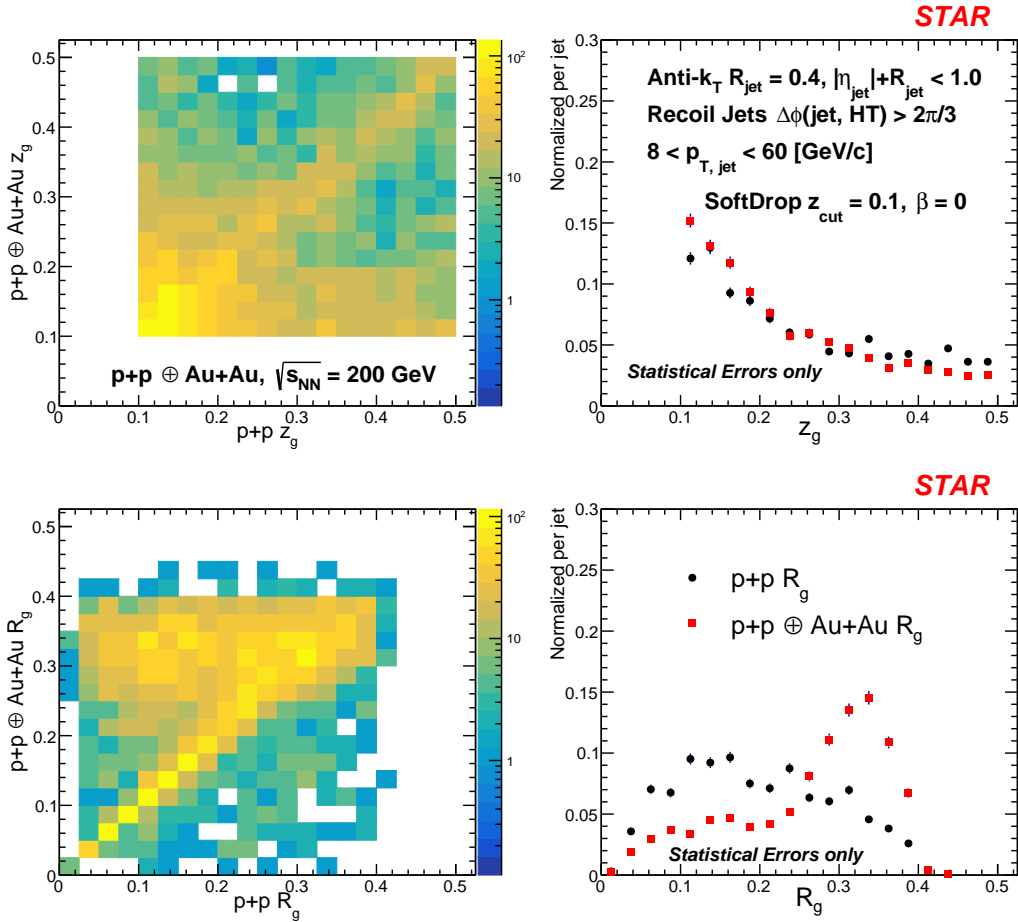 STAR
p+p ⊕ Au+Au z_g
0.5
0.4
0.3
0.2
0.1
0
10²
10
1
p+p ⊕ Au+Au, √s_NN = 200 GeV
0 0.1 0.2 0.3 0.4 0.5
p+p z_g
Normalized per jet
0.3
0.25
0.2
0.15
0.10
0.05
0
Anti-k_T R_jet = 0.4, |η_jet|+R_jet < 1.0
Recoil Jets Δϕ(jet, HT) > 2π/3
8 < p_T, jet < 60 [GeV/c]
SoftDrop z_cut = 0.1, β = 0
Statistical Errors only
0 0.1 0.2 0.3 0.4 0.5
z_g
STAR
p+p ⊕ Au+Au R_g
0.5
0.4
0.3
0.2
0.1
0
10²
10
1
0 0.1 0.2 0.3 0.4 0.5
p+p R_g
Normalized per jet
0.3
0.25
0.2
0.15
0.10
0.05
0
p+p R_g
p+p ⊕ Au+Au R_g
Statistical Errors only
0 0.1 0.2 0.3 0.4 0.5
R_g